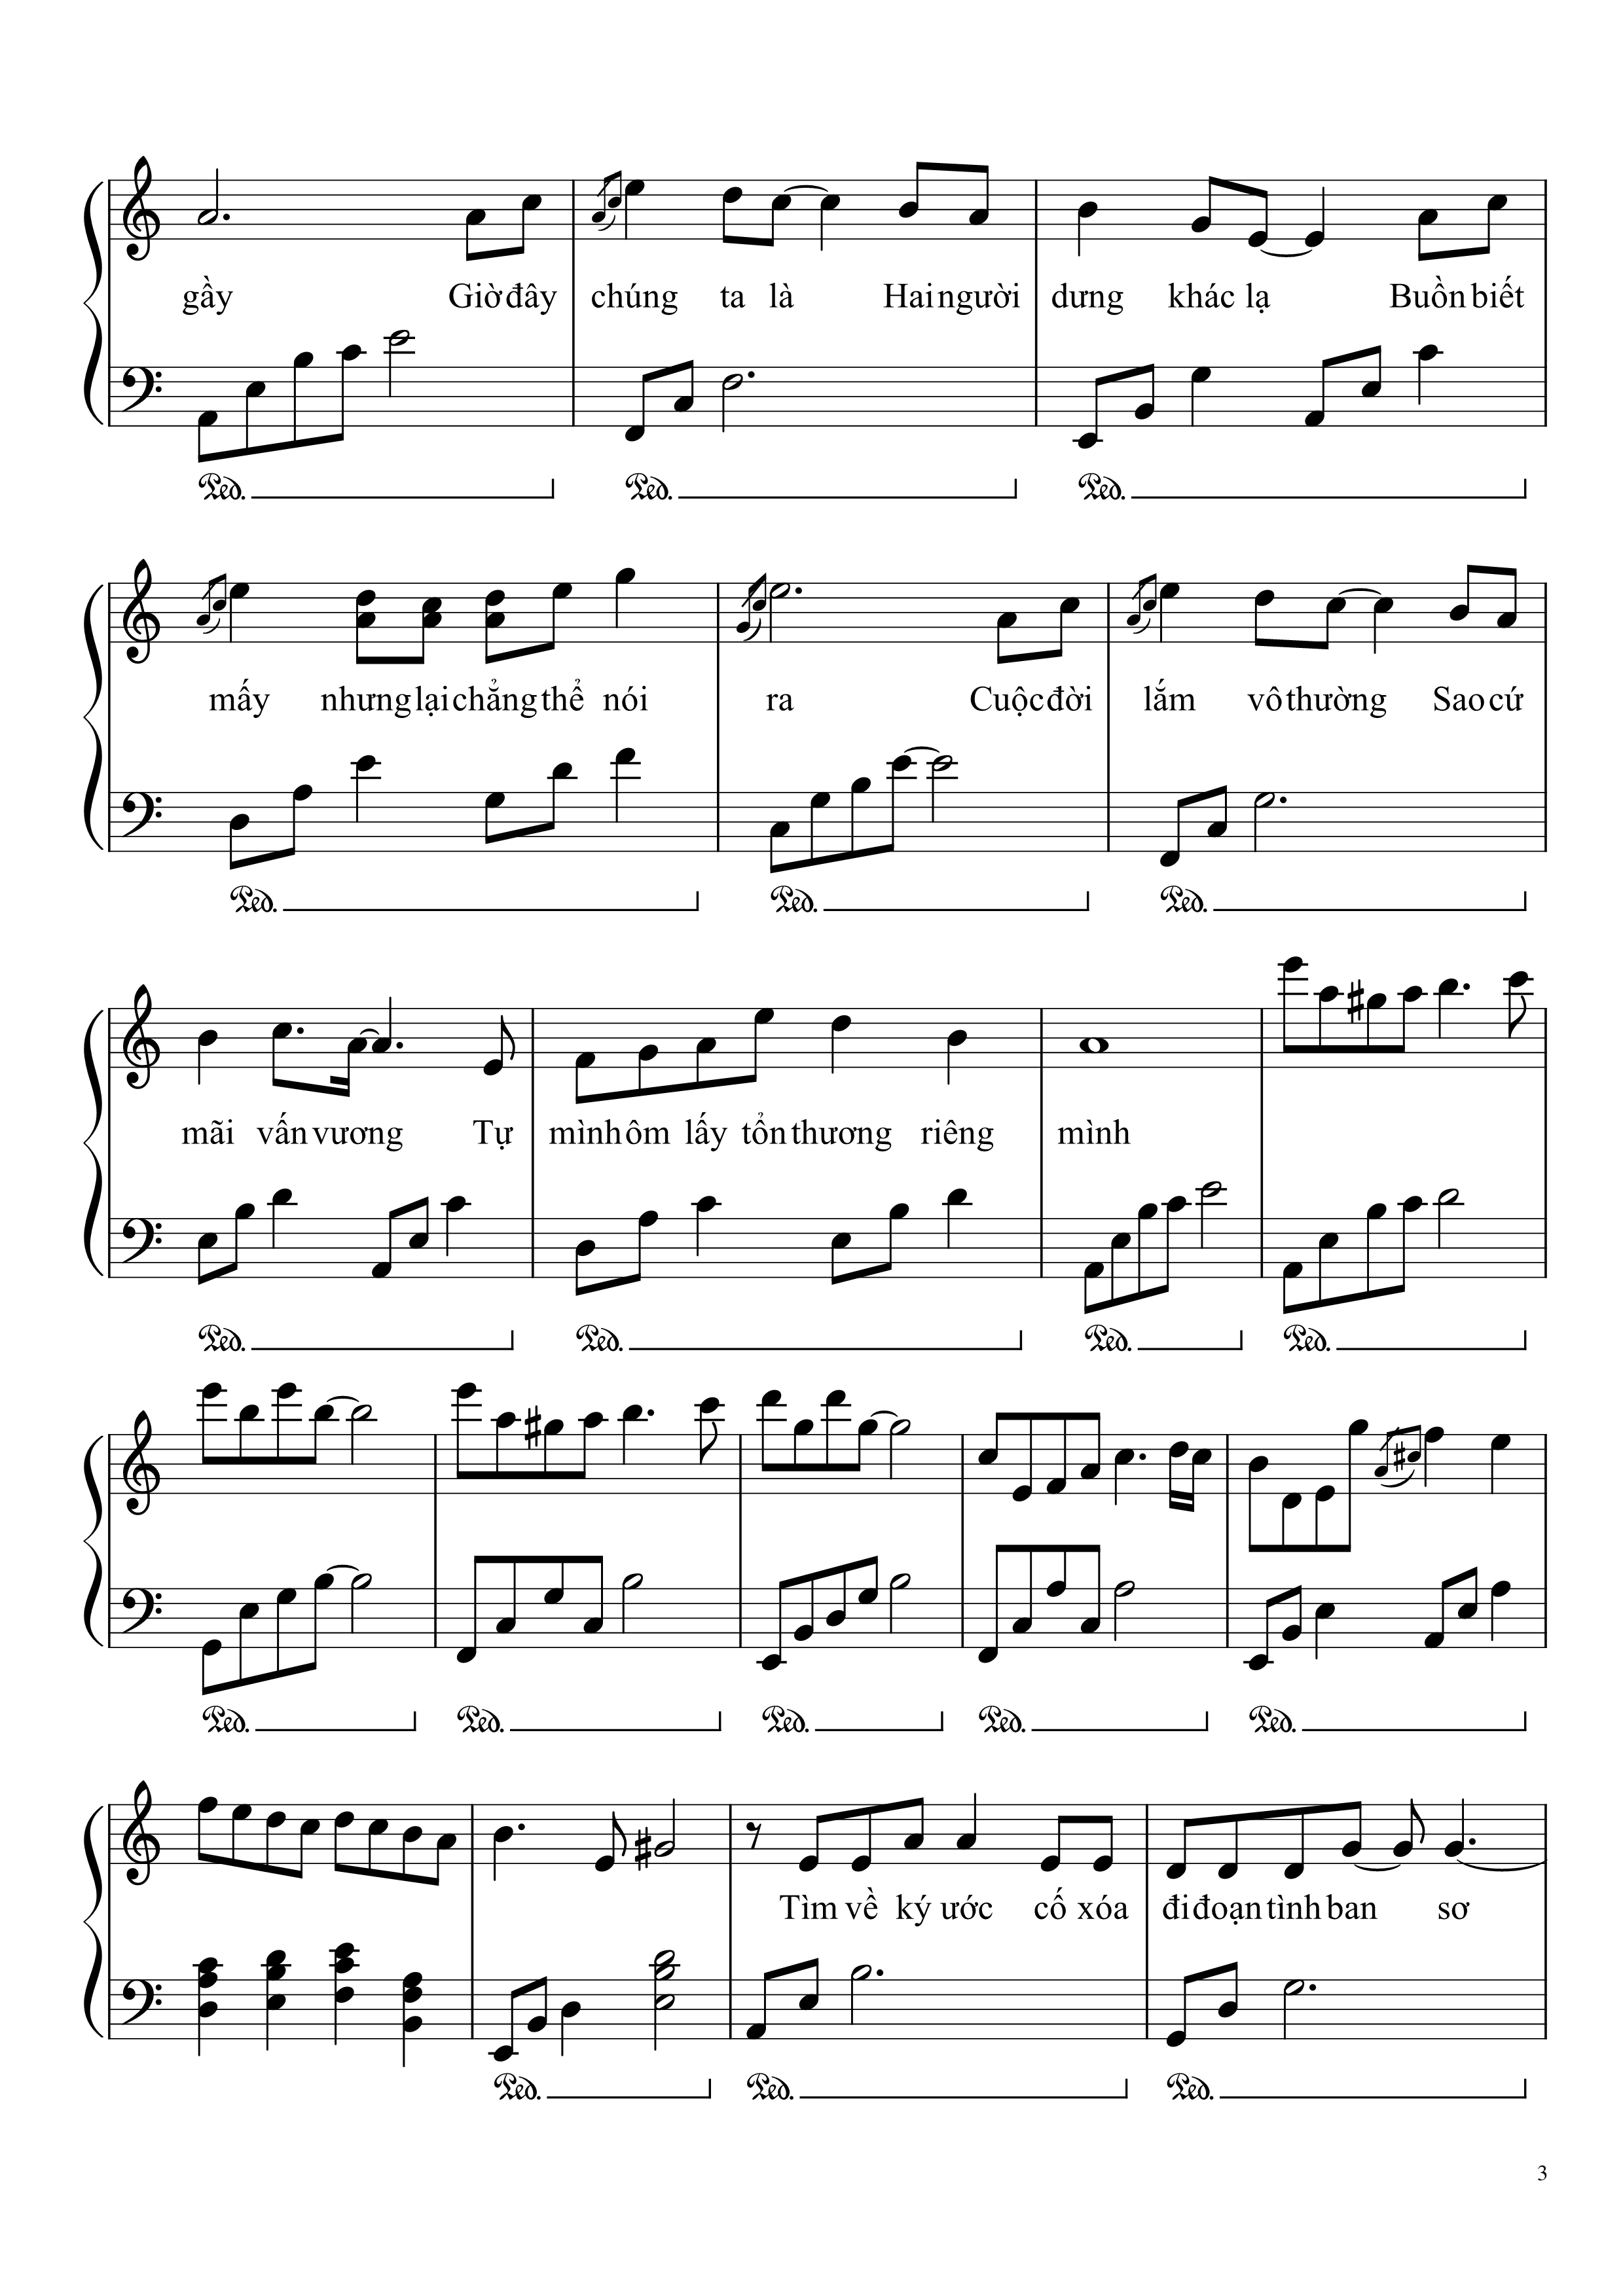 gầy Giờ đây chúng ta là Hai người dưng khác lạ Buồn biết
Ped. Ped. Ped.
mấy nhưng lại chẳng thể nói ra Cuộc đời lắm vô thường Sao cứ
Ped. Ped. Ped.
mãi vấn vương Tự mình ôm lấy tổn thương riêng mình
Ped. Ped. Ped. Ped.
Ped. Ped. Ped. Ped. Ped.
Tìm về ký ước cố xóa đi đoạn tình ban sơ
Ped. Ped. Ped.
3